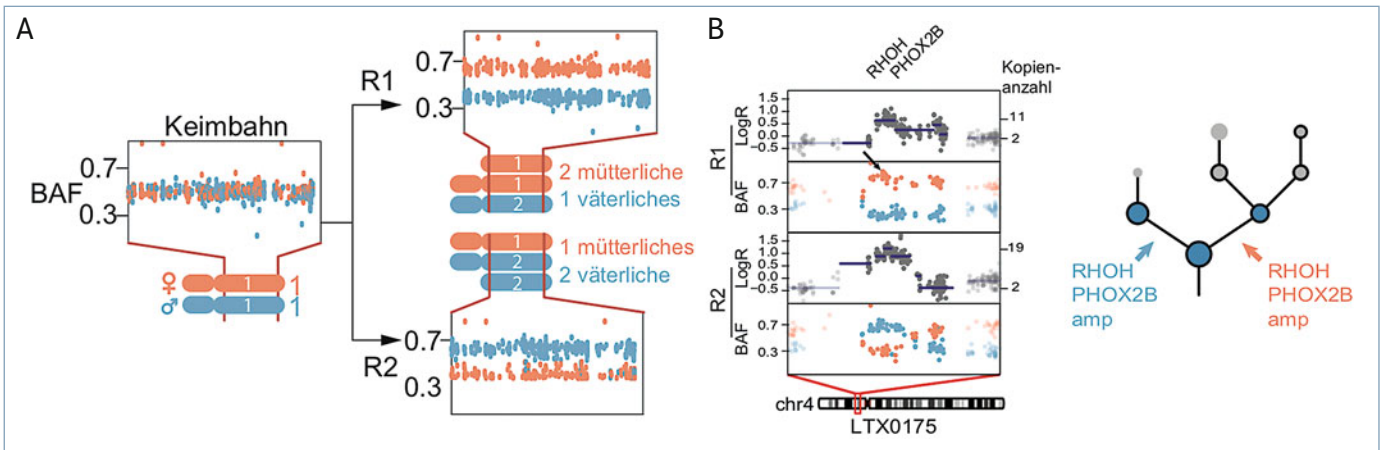 A
Keimbahn
BAF
0.7
0.3
♀
♂
1
1
1
1
R1
0.7
0.3
1
1
2
2 mütterliche
1 väterliches
1
2
2
1 mütterliches
2 väterliche
R2
0.7
0.3
B
RHOH
PHOX2B
Kopien-
anzahl
R1
LogR
1.5
1.0
0.5
0.0
−0.5
11
2
BAF
0.7
0.3
R2
LogR
1.5
1.0
0.5
0.0
−0.5
19
2
BAF
0.7
0.3
chr4
LTX0175
RHOH
PHOX2B
amp
RHOH
PHOX2B
amp